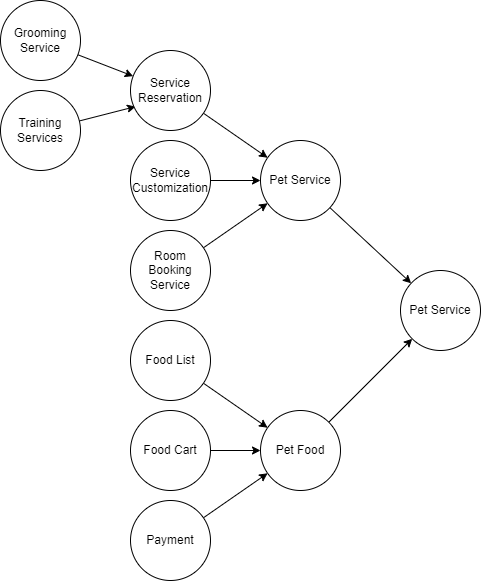 Grooming
Service
Training
Services
Service
Reservation
Service
Customization
Room
Booking
Service
Pet Service
Pet Service
Food List
Food Cart
Pet Food
Payment